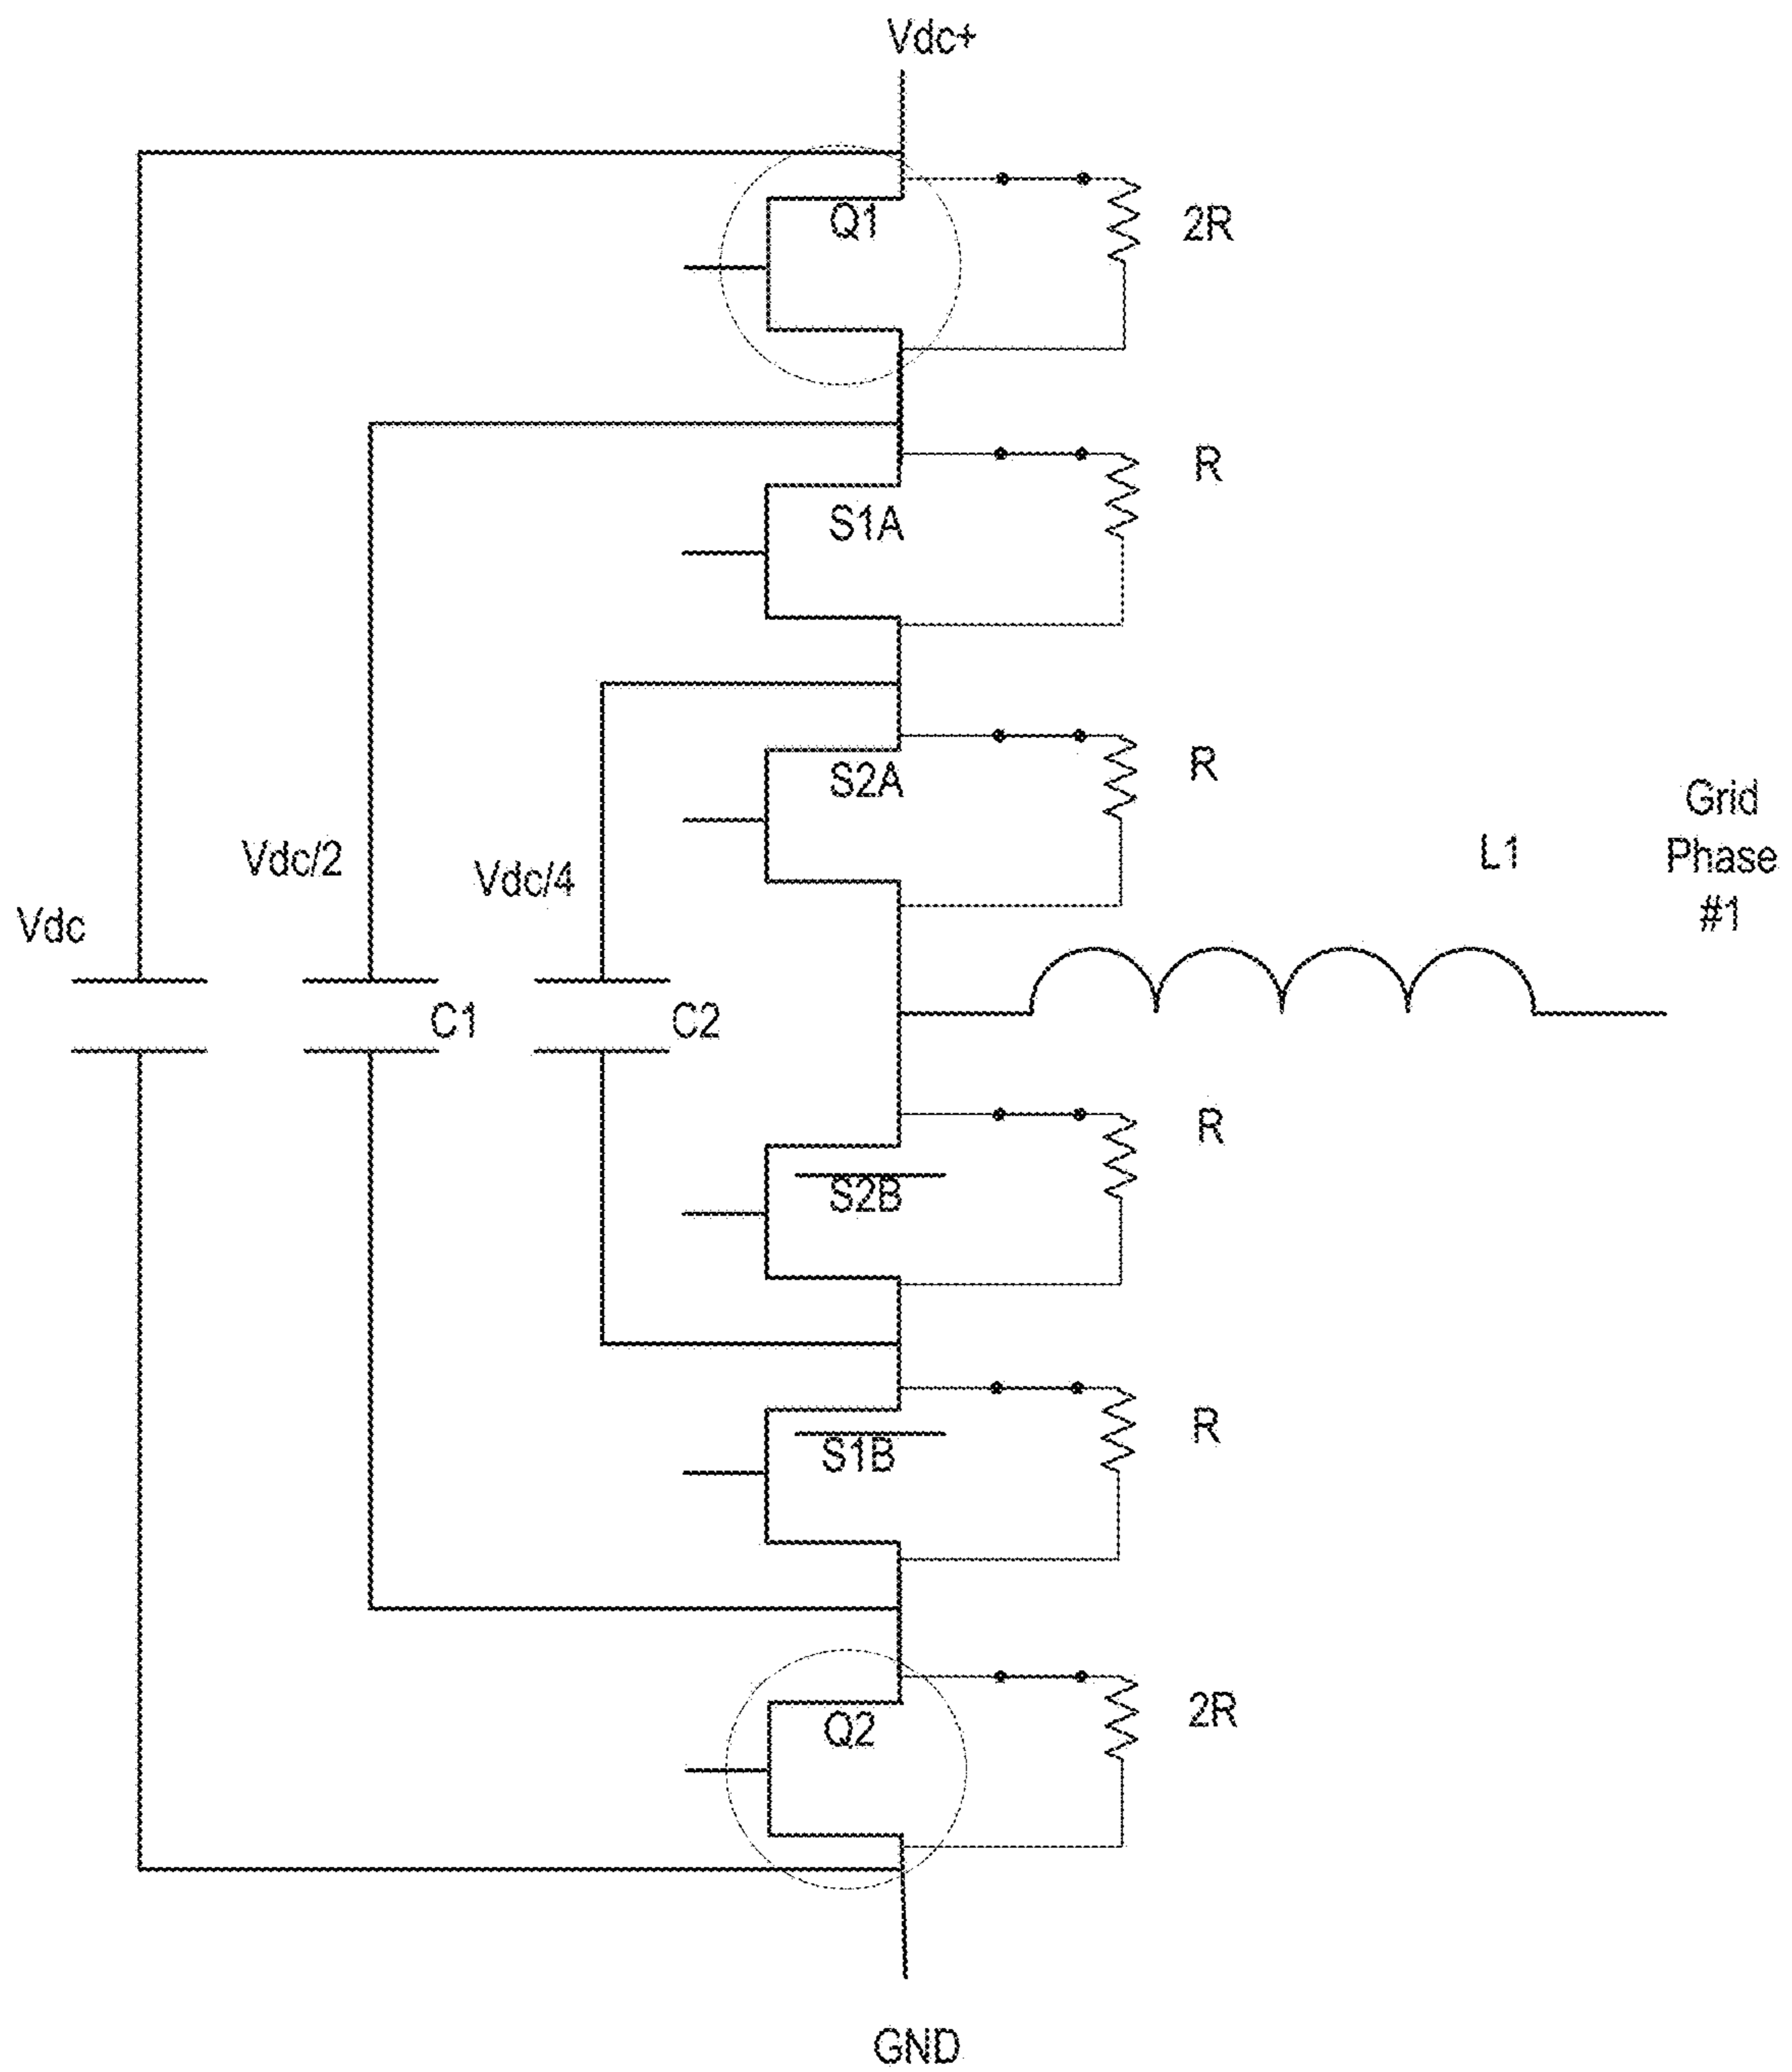 Vdc+
Q1
2R
R
S1A
S2A
R
Grid
Phase
#1
L1
Vdc/2
Vdc/4
Vdc
C1
C2
R
S2B
R
S1B
2R
Q2
GND